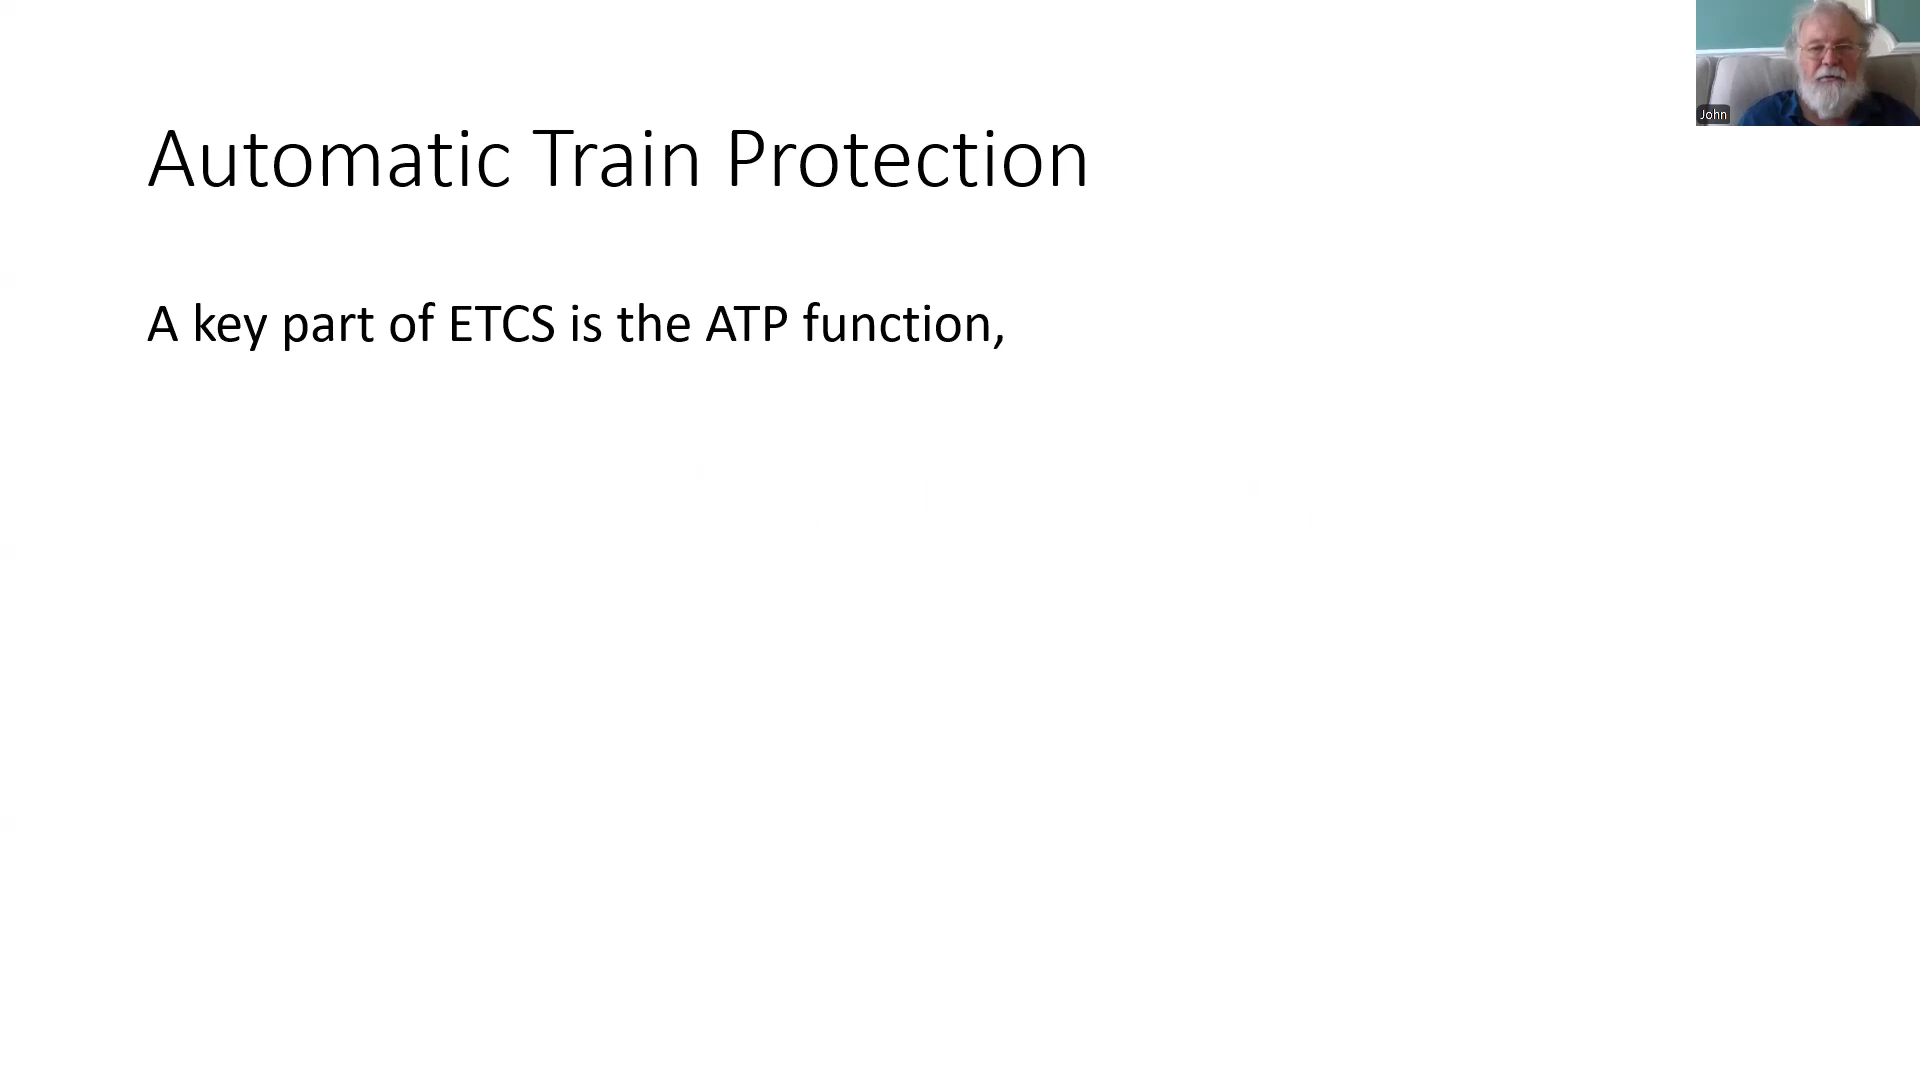 John
Automatic Train Protection
A key part of ETCS is the ATP function,